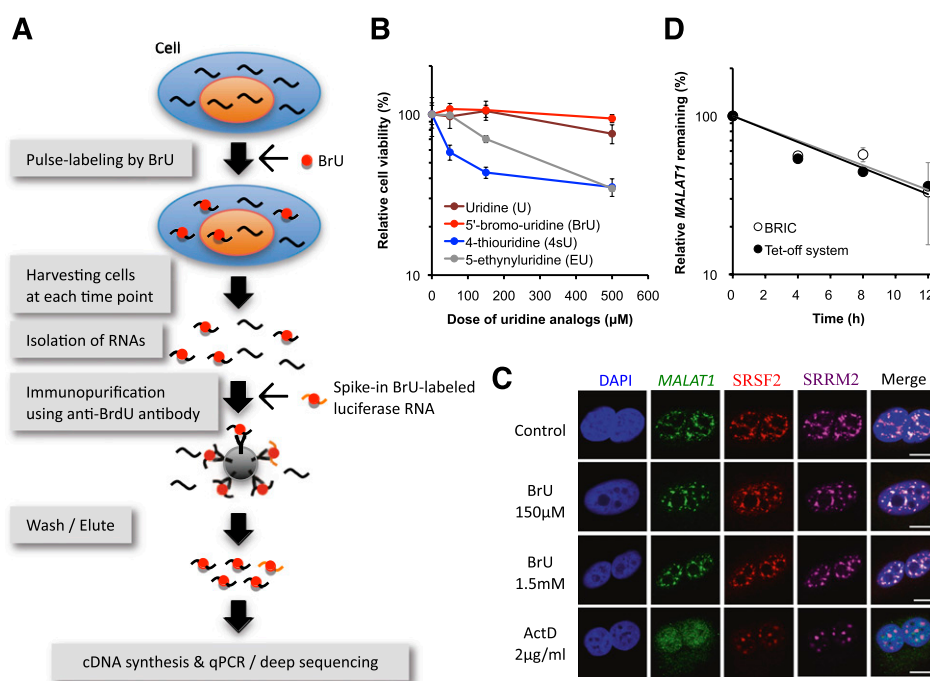 A
Cell
Pulse-labeling by BrU
BrU
Harvesting cells
at each time point
Isolation of RNAs
Immunopurification
using anti-BrdU antibody
Spike-in BrU-labeled
luciferase RNA
Wash / Elute
cDNA synthesis & qPCR / deep sequencing
B
Relative cell viability (%)
100
10
Uridine (U)
5'-bromo-uridine (BrU)
4-thiouridine (4sU)
5-ethynyluridine (EU)
0 100 200 300 400 500 600
Dose of uridine analogs (µM)
D
Relative MALAT1 remaining (%)
100
10
BRIC
Tet-off system
0 2 4 6 8 10 12
Time (h)
C
DAPI MALAT1 SRSF2 SRRM2 Merge
Control
BrU
150µM
BrU
1.5mM
ActD
2µg/ml